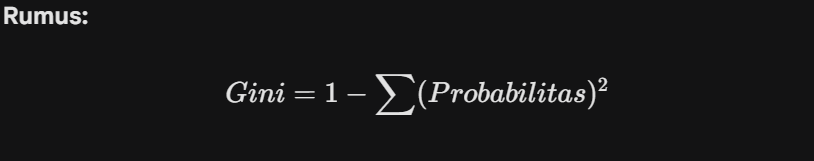 Rumus:
Gini = 1 − ∑(Probabilitas)²